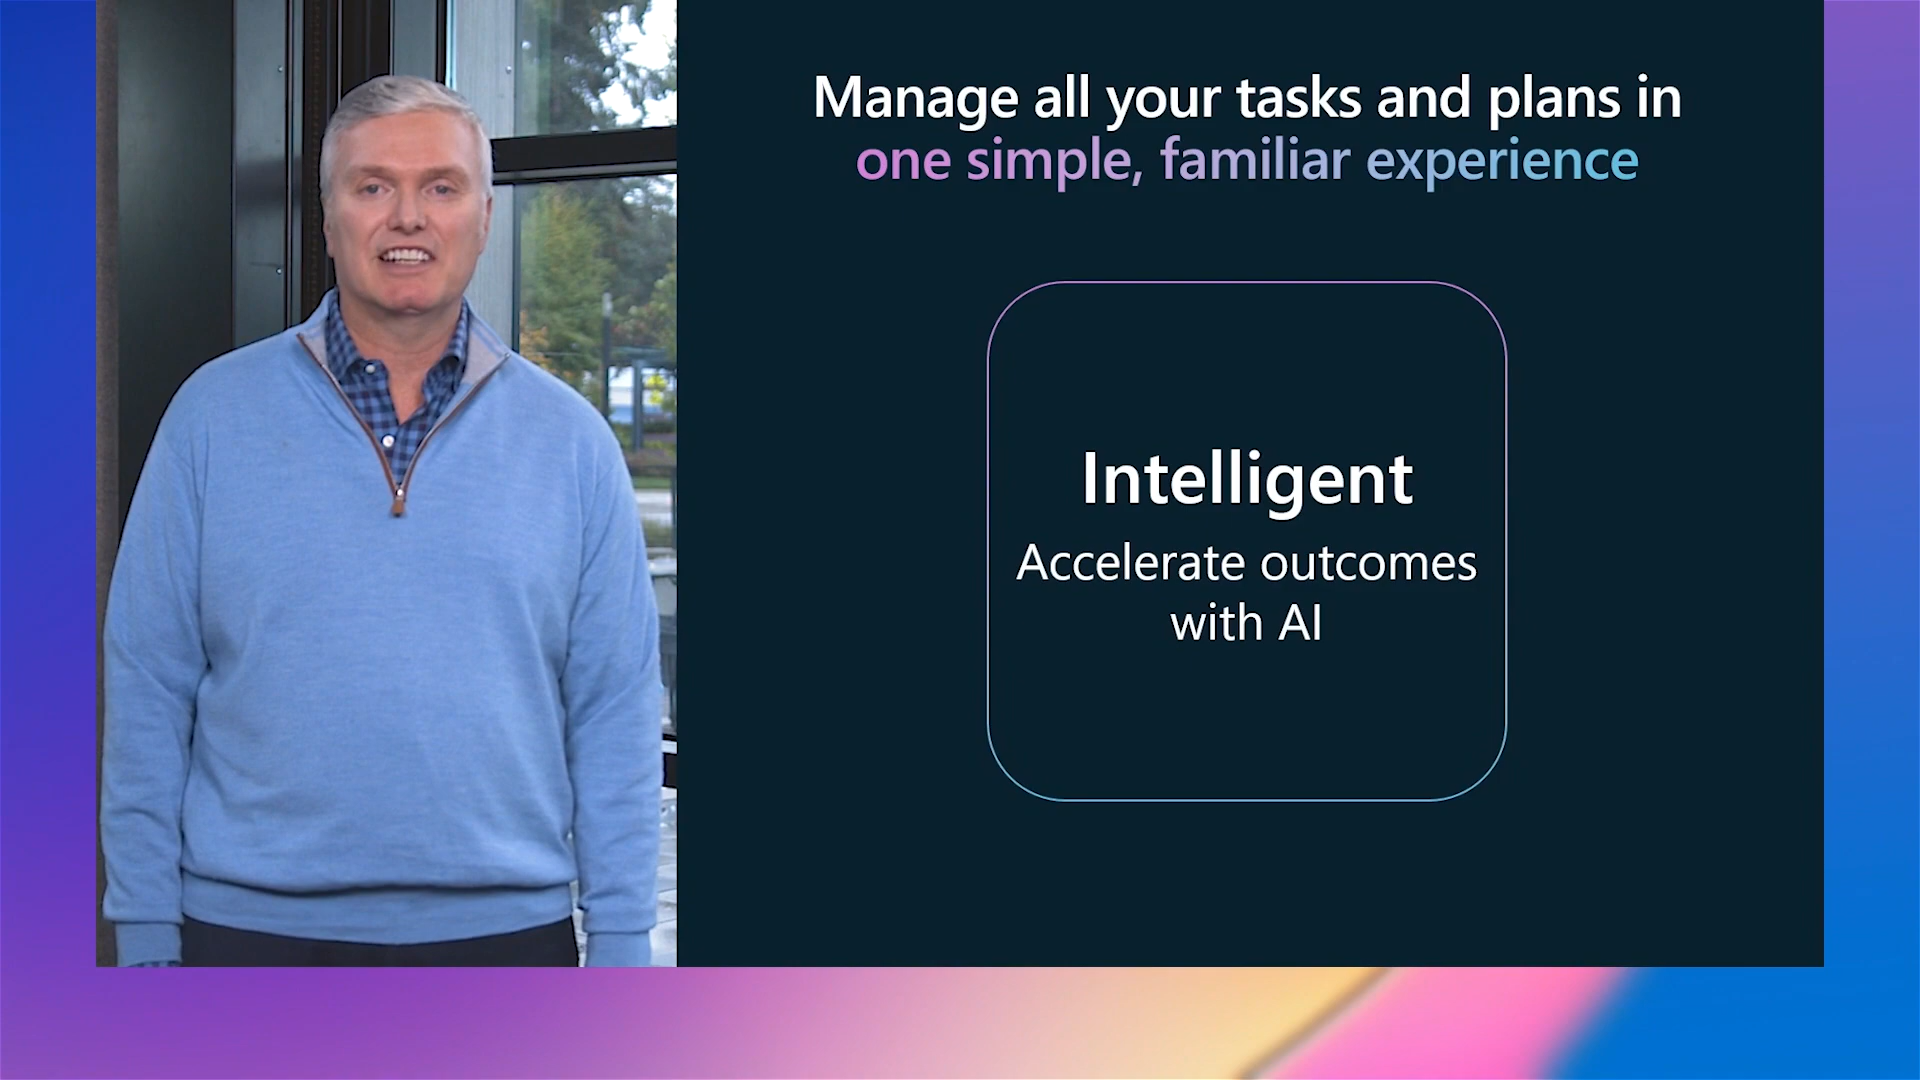 Manage all your tasks and plans in
one simple, familiar experience
Intelligent
Accelerate outcomes
with AI